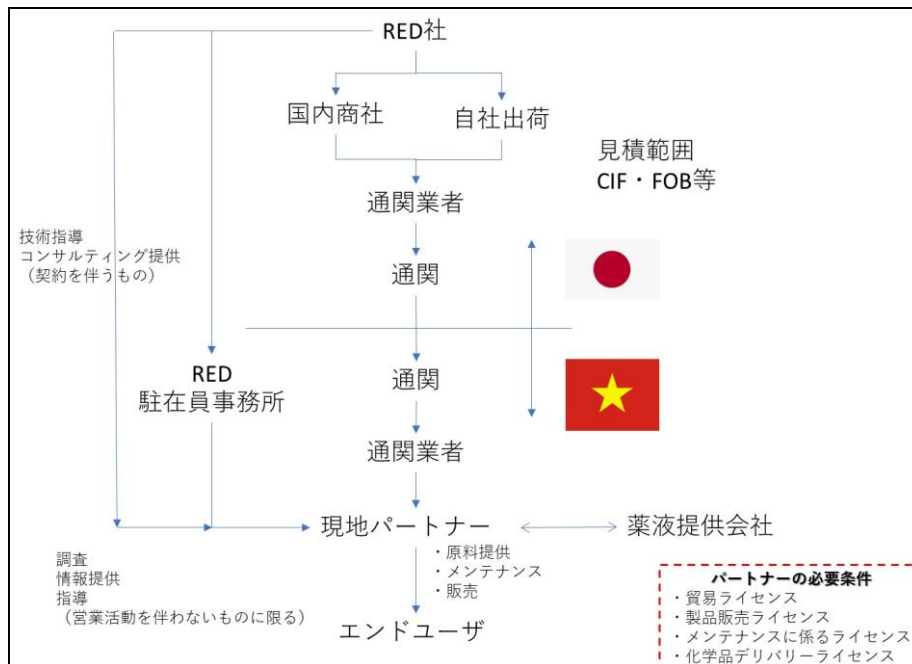 RED社
国内商社
自社出荷
見積範囲
CIF・FOB等
通関業者
技術指導
コンサルティング提供
（契約を伴うもの）
通関
RED
駐在員事務所
通関
通関業者
現地パートナー
薬液提供会社
・原料提供
・メンテナンス
・販売
調査
情報提供
指導
（営業活動を伴わないものに限る）
エンドユーザ
パートナーの必要条件
・貿易ライセンス
・製品販売ライセンス
・メンテナンスに係るライセンス
・化学品デリバリーライセンス